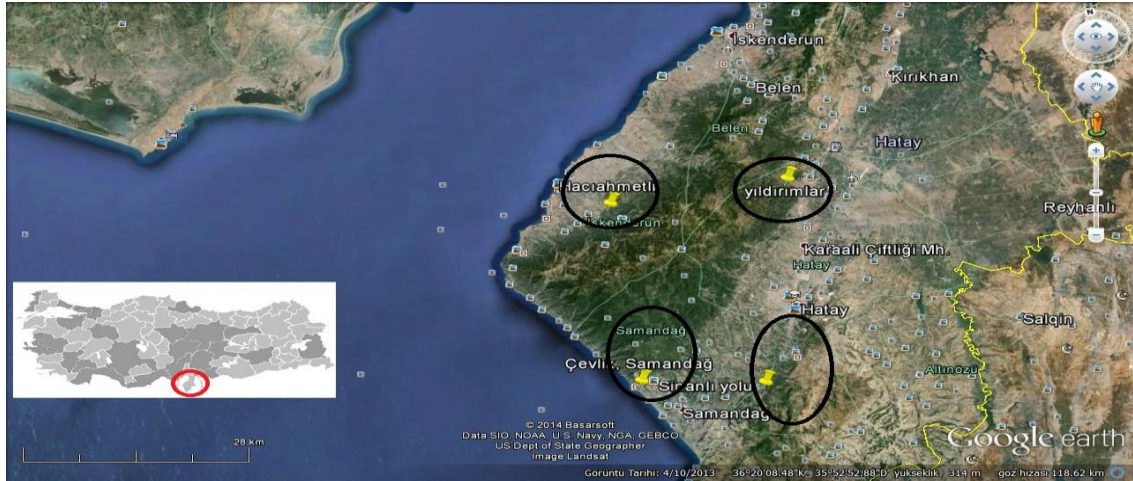 İskenderun
Belen
Kırıkhan
Belen
Hatay
Hacıahmetli
yıldırımlar
Reyhanlı
İskenderun
Karaali Çiftliği Mh.
Hatay
Hatay
Salqin
Samandağ
Çevlik, Samandağ
Altınözü
Sinanlı yolu
Samandağ
© 2014 Basarsoft
Data SIO, NOAA, U.S. Navy, NGA, GEBCO
US Dept of State Geographer
Image Landsat
Google earth
28 km
Görüntü Tarihi: 4/10/2013 36°20'08.48"K 35°52'52.88"D yükseklik 314 m göz hizası 118.62 km
N